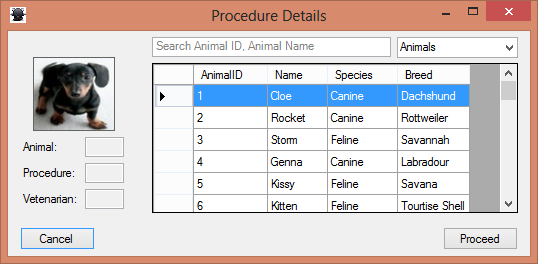 Procedure Details
Search Animal ID, Animal Name
Animals
AnimalID Name Species Breed
1 Cloe Canine Dachshund
2 Rocket Canine Rottweiler
3 Storm Feline Savannah
4 Genna Canine Labradour
5 Kissy Feline Savana
6 Kitten Feline Tourtise Shell
Animal:
Procedure:
Vetenarian:
Cancel
Proceed